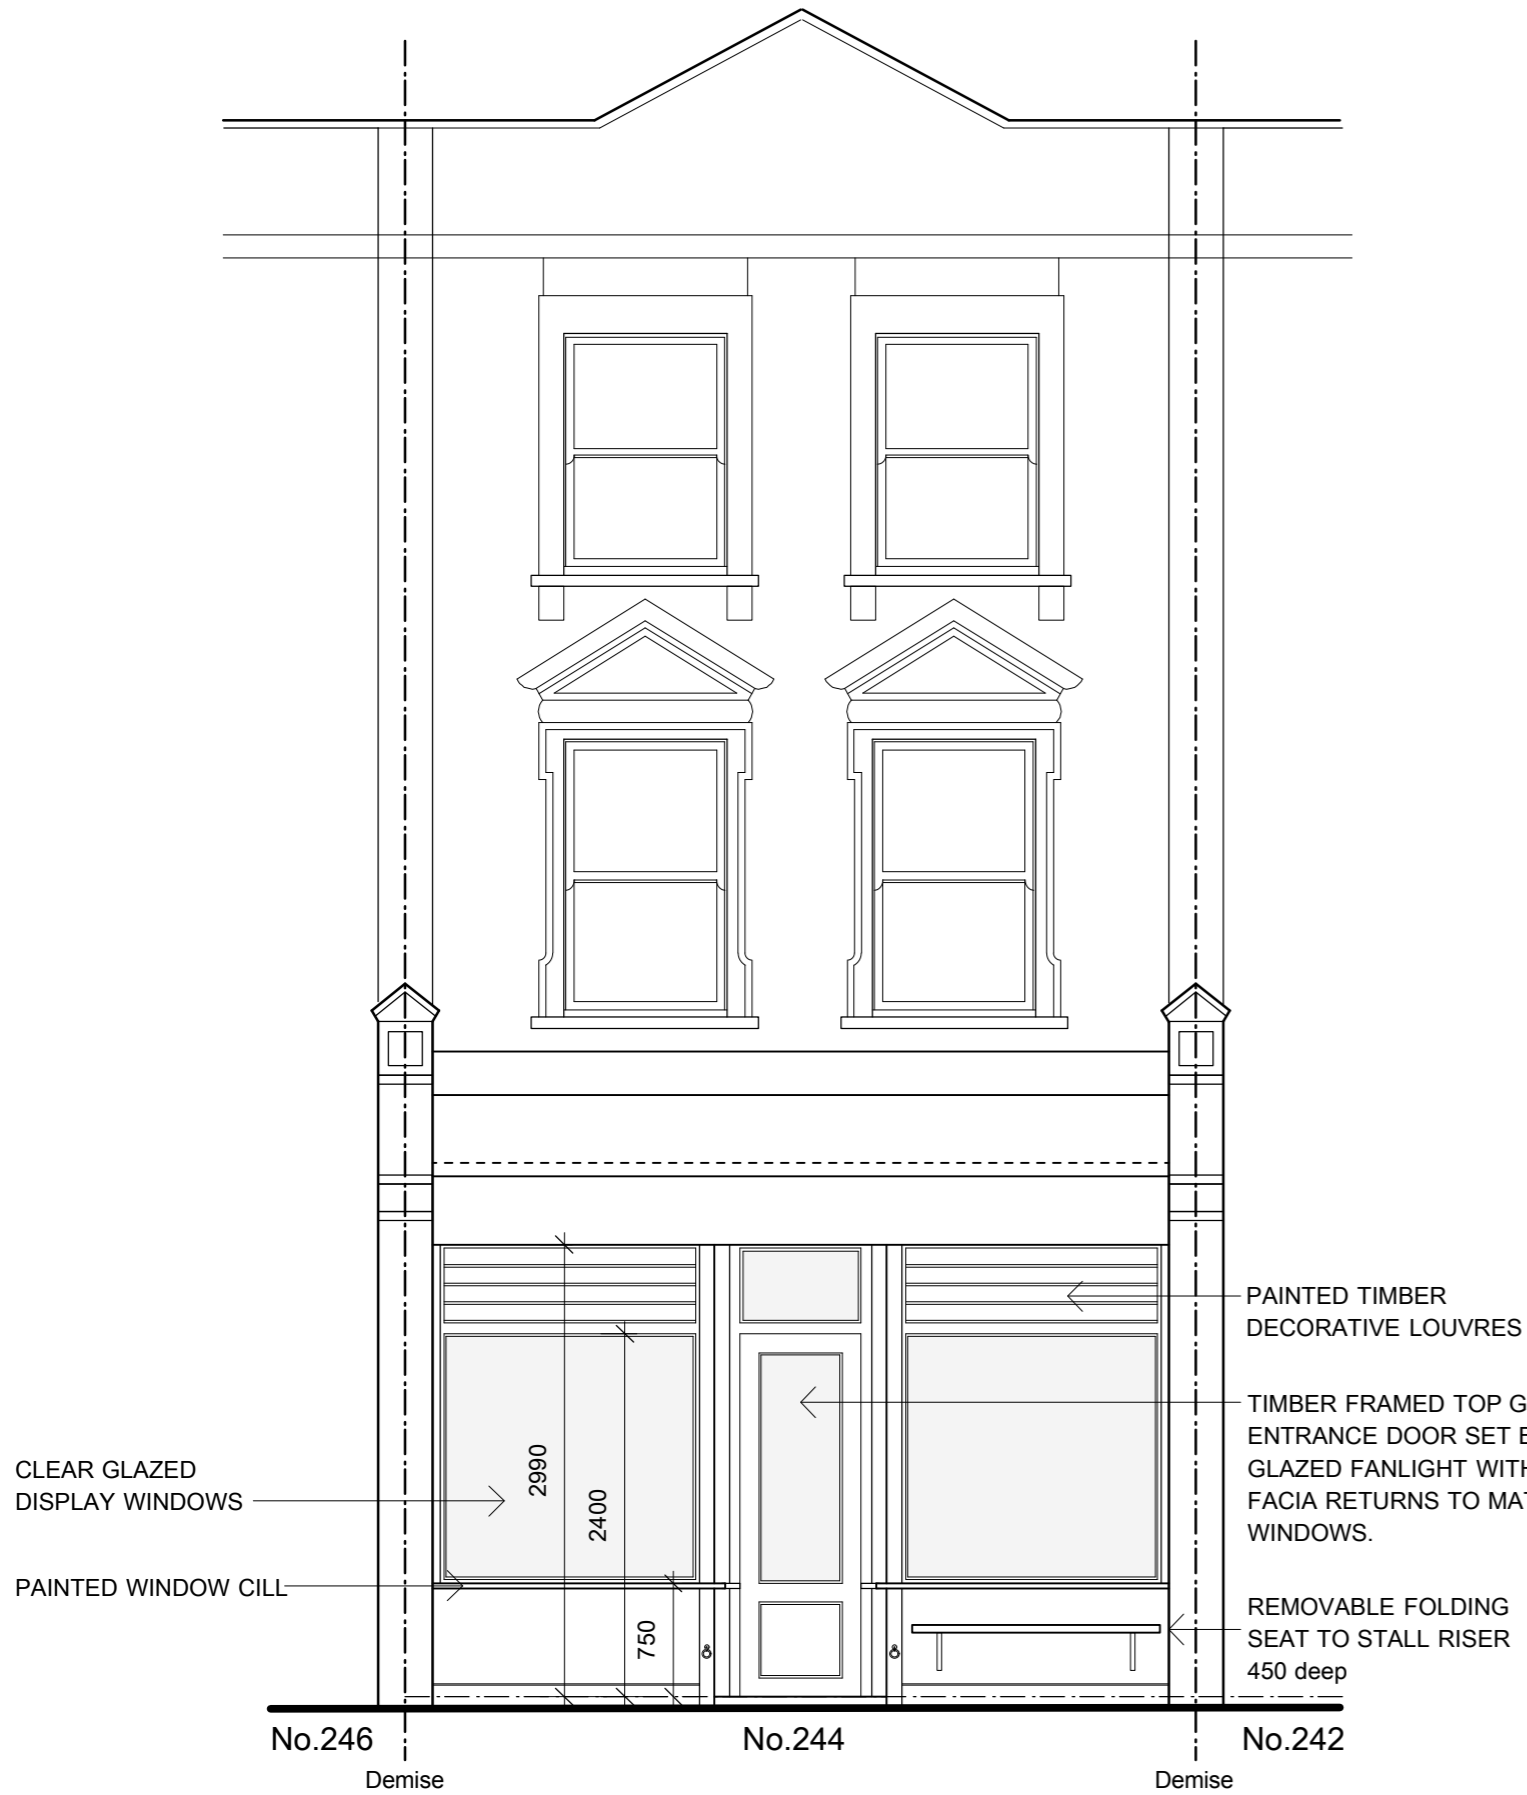 PAINTED TIMBER
DECORATIVE LOUVRES
TIMBER FRAMED TOP G
ENTRANCE DOOR SET
GLAZED FANLIGHT WITH
FACIA RETURNS TO
WINDOWS.
CLEAR GLAZED
DISPLAY WINDOWS
2990
2400
PAINTED WINDOW CILL
750
REMOVABLE FOLDING
SEAT TO STALL RISER
450 deep
No.246
No.244
No.242
Demise
Demise